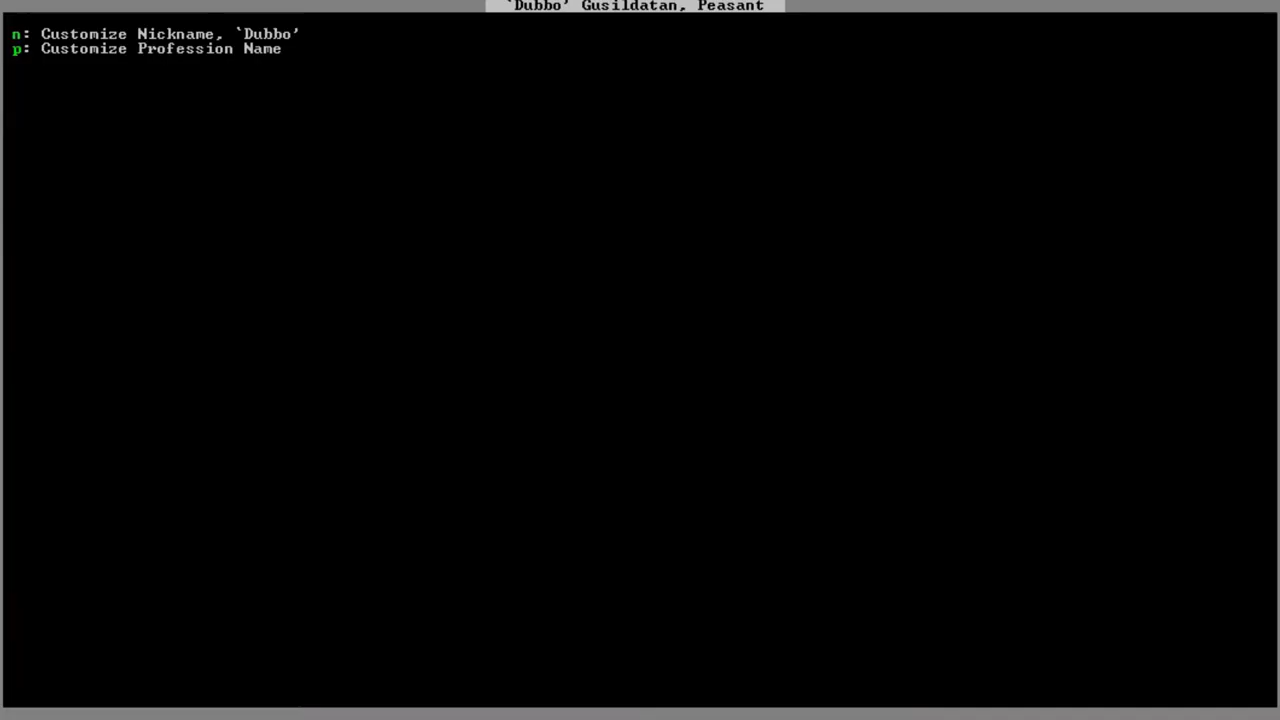 `Dubbo' Gusildatan, Peasant
n: Customize Nickname, `Dubbo'
p: Customize Profession Name